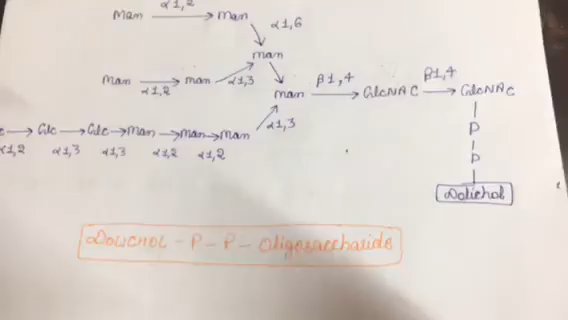 α1,2
Man → Man α1,6
Man
Man → Man α1,3 β1,4 β1,4
α1,2 Man → GlcNAC → GlcNAC
c → Glc → Glc → Man → Man → Man α1,3
α1,2 α1,3 α1,3 α1,2 α1,2
P
P
Dolichol
DOLICHOL - P - P - Oligosaccharide